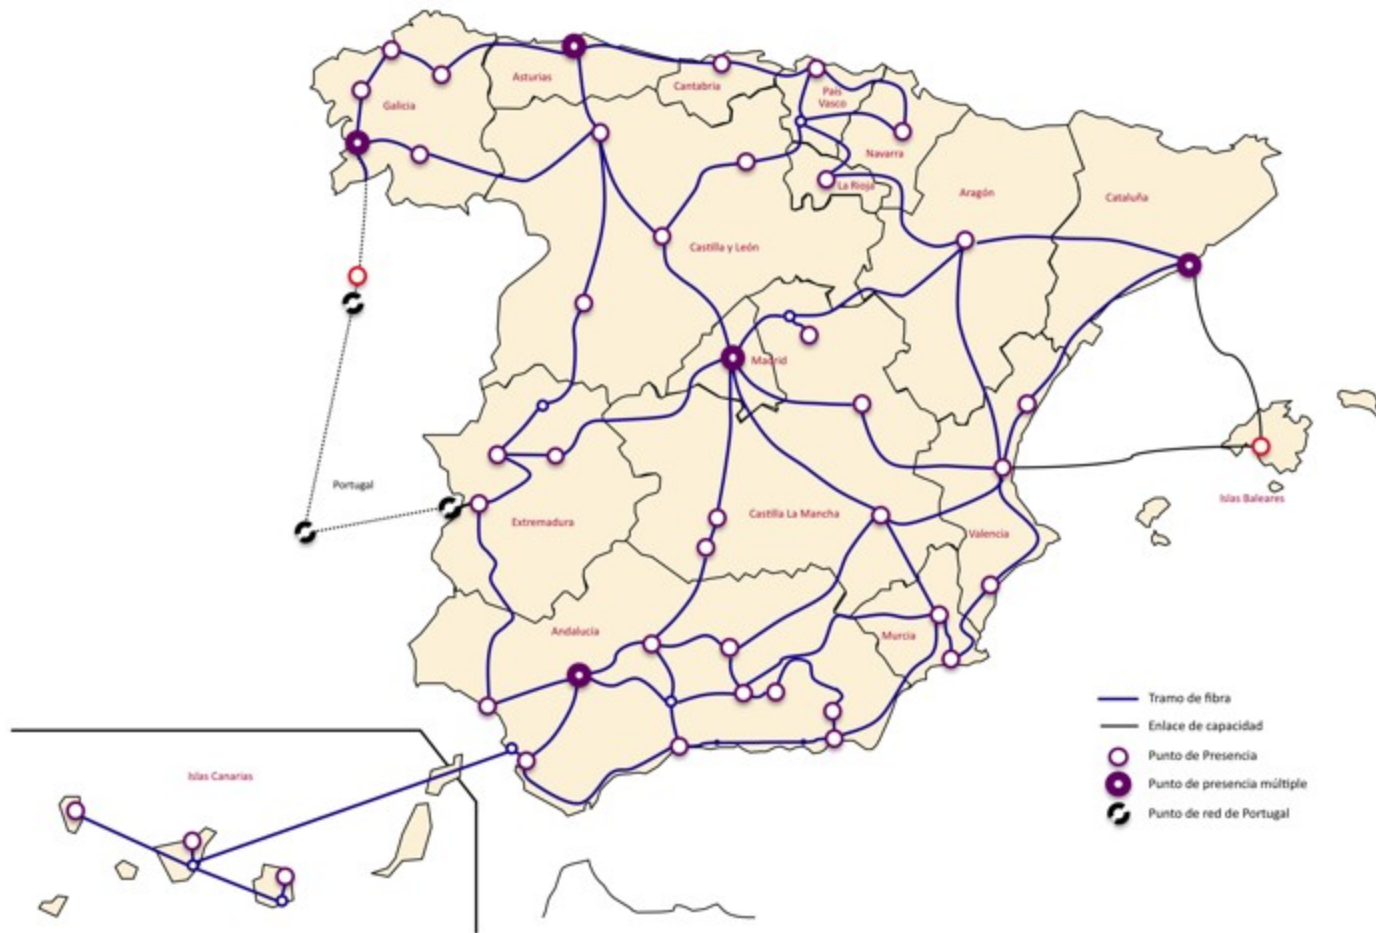 Asturias
Cantabria
País
Vasco
Galicia
Navarra
La Rioja
Aragón
Cataluña
Castilla y León
Madrid
Portugal
Extremadura
Castilla La Mancha
Valencia
Islas Baleares
Andalucía
Murcia
Islas Canarias
Tramo de fibra
Enlace de capacidad
Punto de Presencia
Punto de presencia múltiple
Punto de red de Portugal